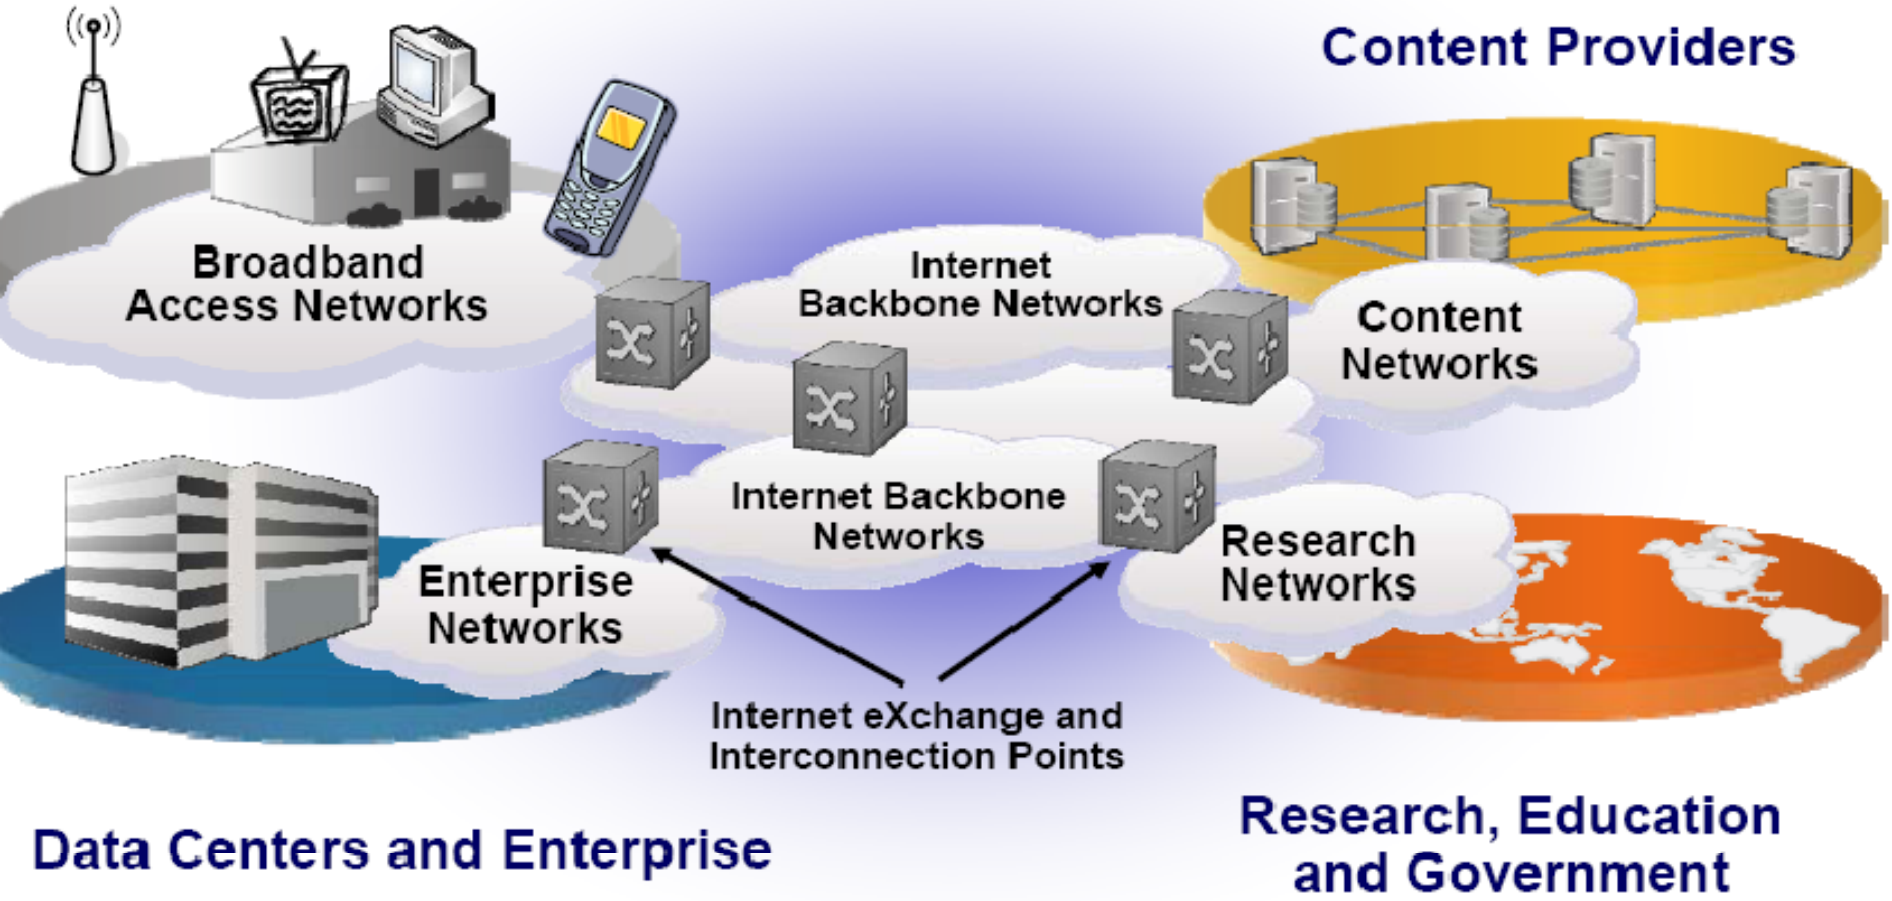 Content Providers
Broadband
Access Networks
Internet
Backbone Networks
Content
Networks
Internet Backbone
Networks
Research
Networks
Enterprise
Networks
Internet eXchange and
Interconnection Points
Data Centers and Enterprise
Research, Education
and Government